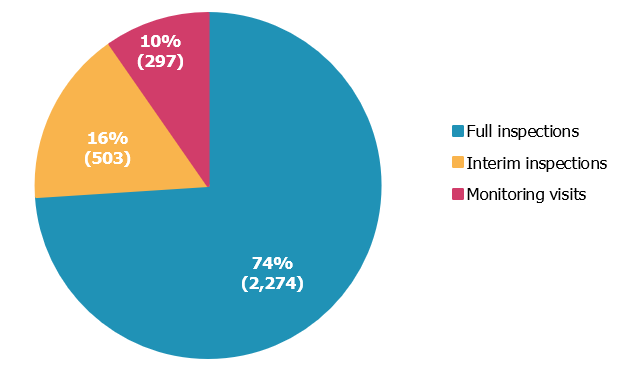 10%
(297)
16%
(503)
74%
(2,274)
Full inspections
Interim inspections
Monitoring visits